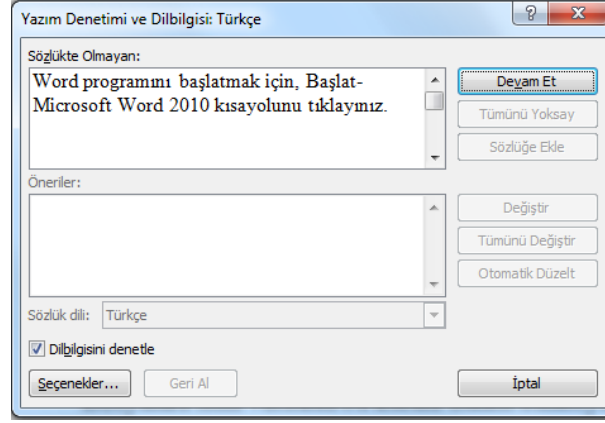 Yazım Denetimi ve Dilbilgisi: Türkçe
Sözlükte Olmayan:
Word programını başlatmak için, Başlat-
Microsoft Word 2010 kısayolunu tıklayınız.
Devam Et
Tümünü Yoksay
Sözlüğe Ekle
Öneriler:
Değiştir
Tümünü Değiştir
Otomatik Düzelt
Sözlük dili: Türkçe
Dilbilgisini denetle
Seçenekler... Geri Al İptal